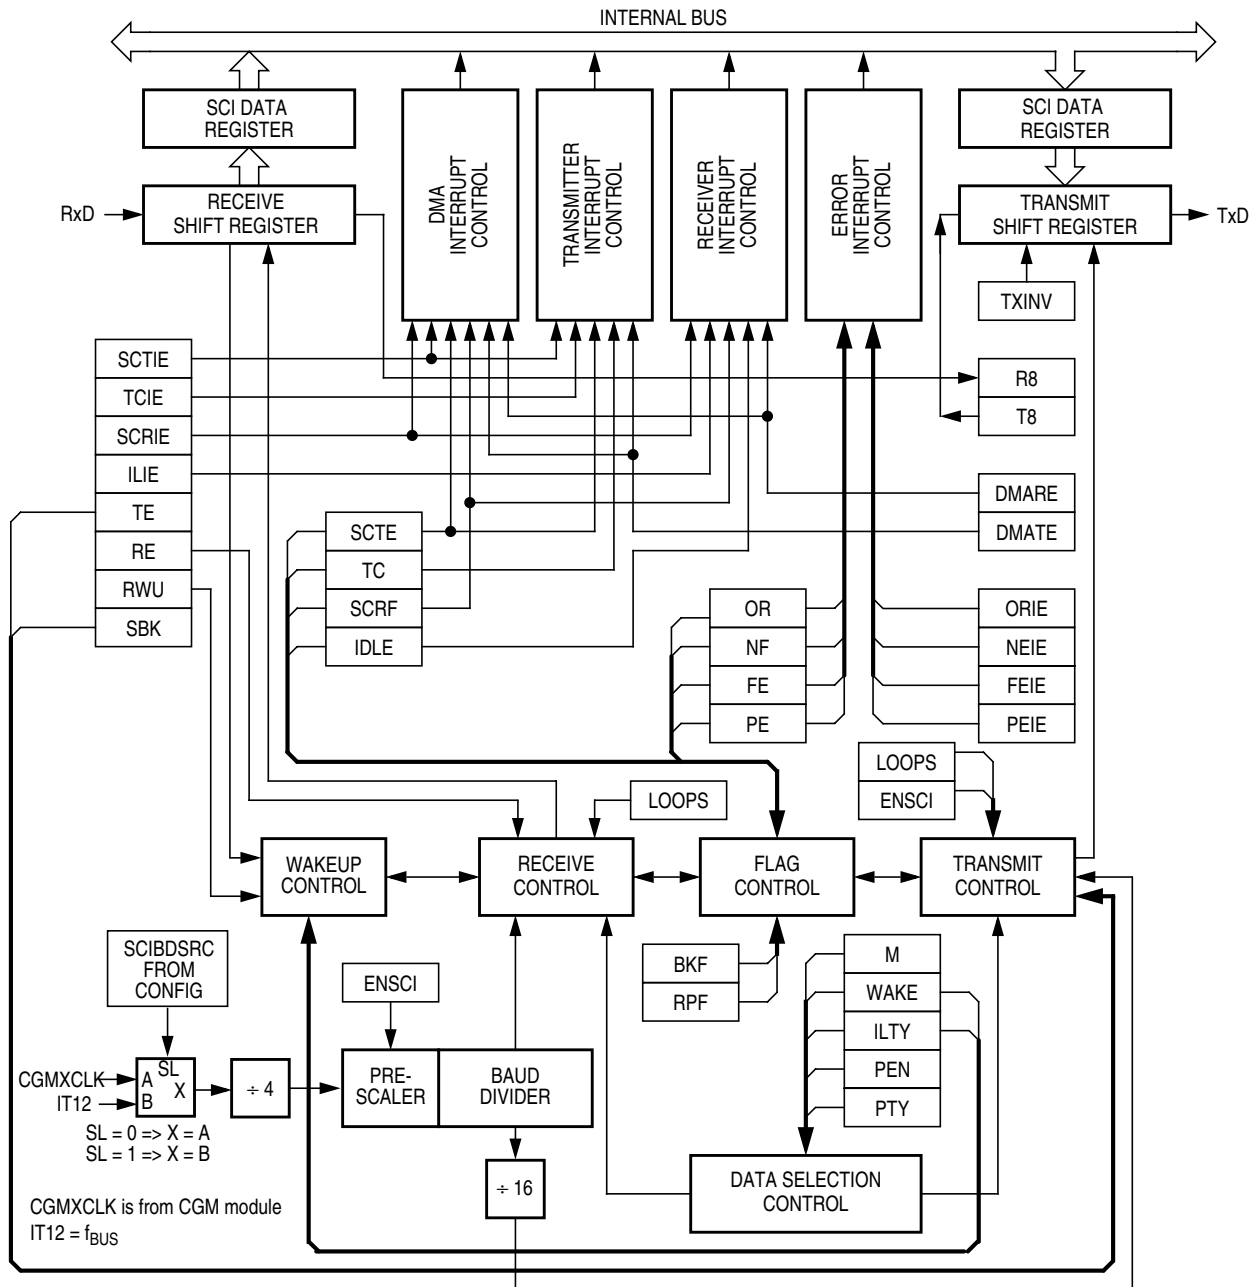 INTERNAL BUS
SCI DATA
REGISTER
SCI DATA
REGISTER
DMA
INTERRUPT
CONTROL
TRANSMITTER
INTERRUPT
CONTROL
RECEIVER
INTERRUPT
CONTROL
ERROR
INTERRUPT
CONTROL
RxD
RECEIVE
SHIFT REGISTER
TRANSMIT
SHIFT REGISTER
TxD
TXINV
SCTIE
TCIE
SCRIE
ILIE
TE
RE
RWU
SBK
R8
T8
DMARE
DMATE
SCTE
TC
SCRF
IDLE
OR
NF
FE
PE
ORIE
NEIE
FEIE
PEIE
LOOPS
ENSCI
LOOPS
WAKEUP
CONTROL
RECEIVE
CONTROL
FLAG
CONTROL
TRANSMIT
CONTROL
SCIBDSRC
FROM
CONFIG
ENSCI
BKF
RPF
M
WAKE
ILTY
PEN
PTY
CGMXCLK
IT12
A
B
SL
X
÷ 4
PRE-
SCALER
BAUD
DIVIDER
SL = 0 => X = A
SL = 1 => X = B
÷ 16
DATA SELECTION
CONTROL
CGMXCLK is from CGM module
IT12 = fBUS